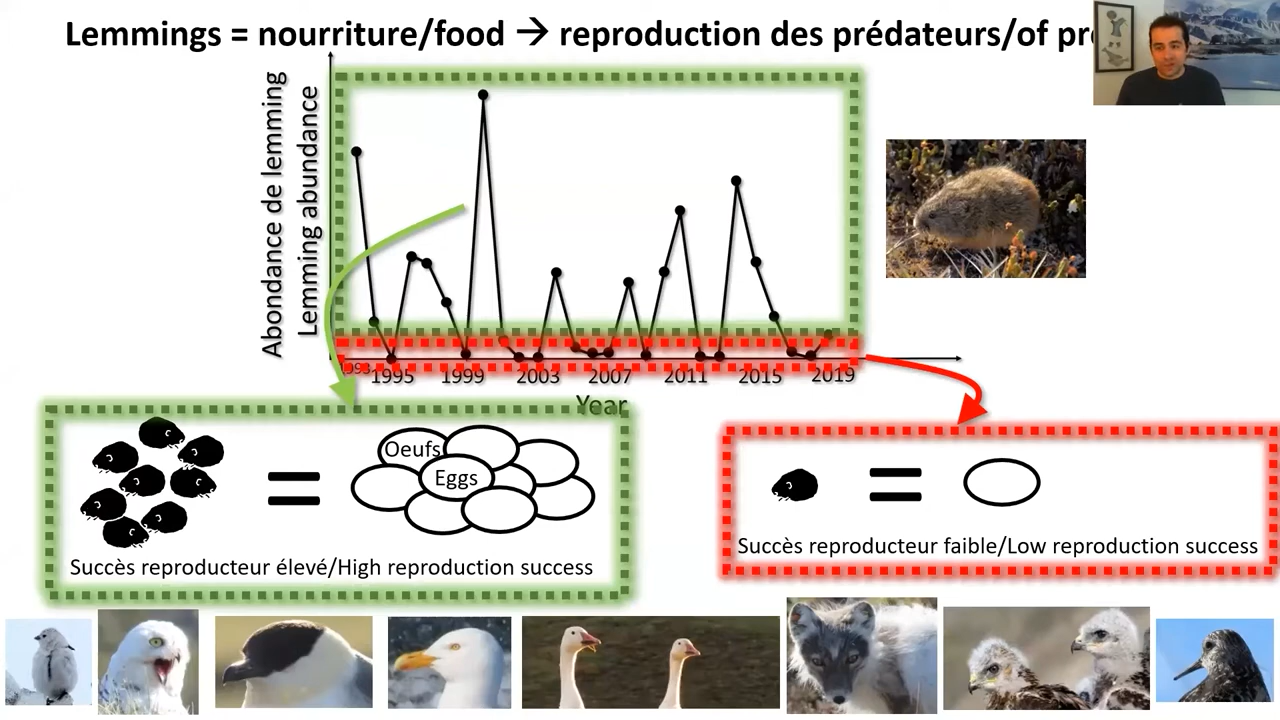 Lemmings = nourriture/food → reproduction des prédateurs/of
Abondance de lemming
Lemming abundance
1995 1999 2003 2007 2011 2015 2019
Year
Oeufs
Eggs
=
=
Succès reproducteur élevé/High reproduction success
Succès reproducteur faible/Low reproduction success